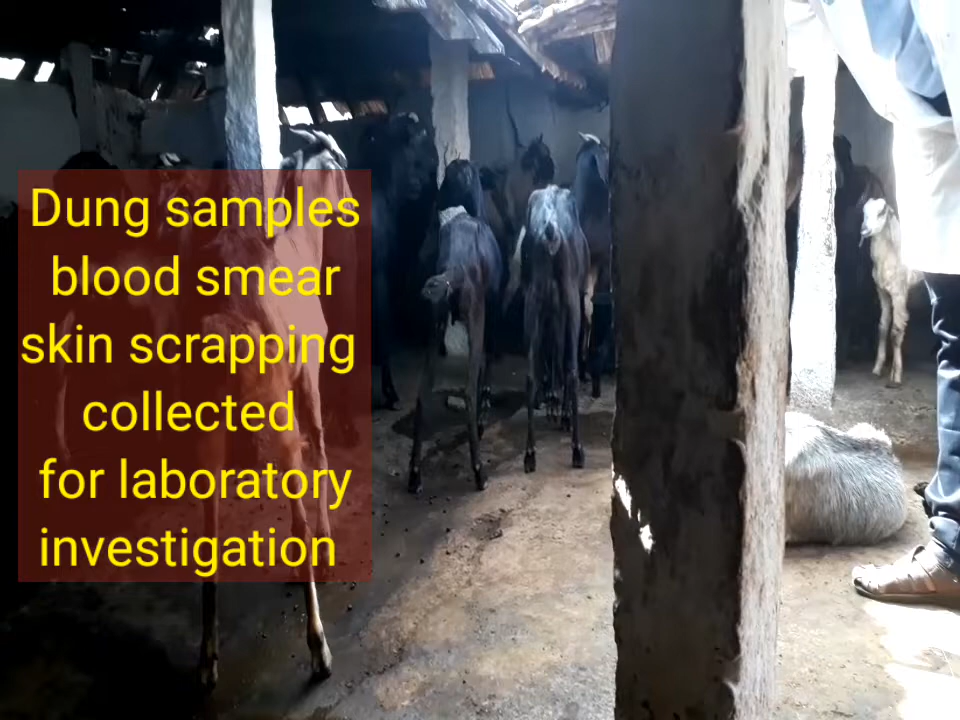 Dung samples
blood smear
skin scrapping
collected
for laboratory
investigation